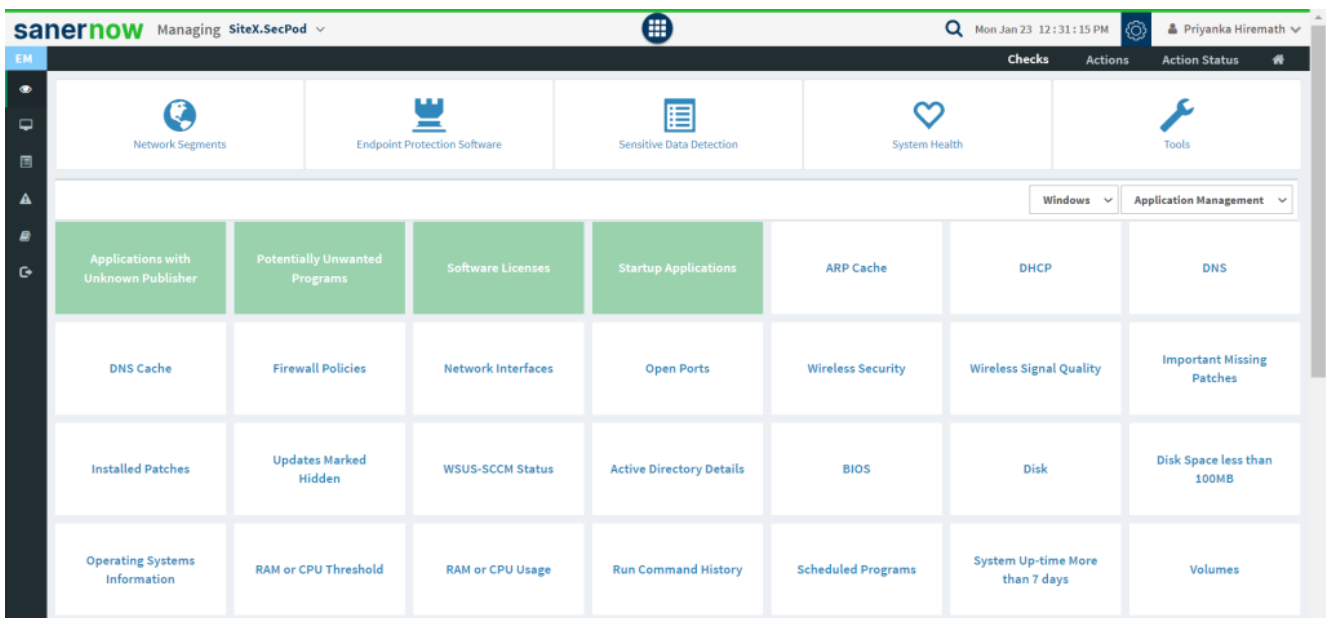 sanernow Managing SiteX.SecPod Mon Jan 23 12:31:15 PM Priyanka Hiremath
EM Checks Actions Action Status
Network Segments Endpoint Protection Software Sensitive Data Detection System Health Tools
Windows Application Management
Applications with
Unknown Publisher
Potentially Unwanted
Programs
Software Licenses
Startup Applications
ARP Cache
DHCP
DNS
DNS Cache
Firewall Policies
Network Interfaces
Open Ports
Wireless Security
Wireless Signal Quality
Important Missing
Patches
Installed Patches
Updates Marked
Hidden
WSUS-SCCM Status
Active Directory Details
BIOS
Disk
Disk Space less than
100MB
Operating Systems
Information
RAM or CPU Threshold
RAM or CPU Usage
Run Command History
Scheduled Programs
System Up-time More
than 7 days
Volumes